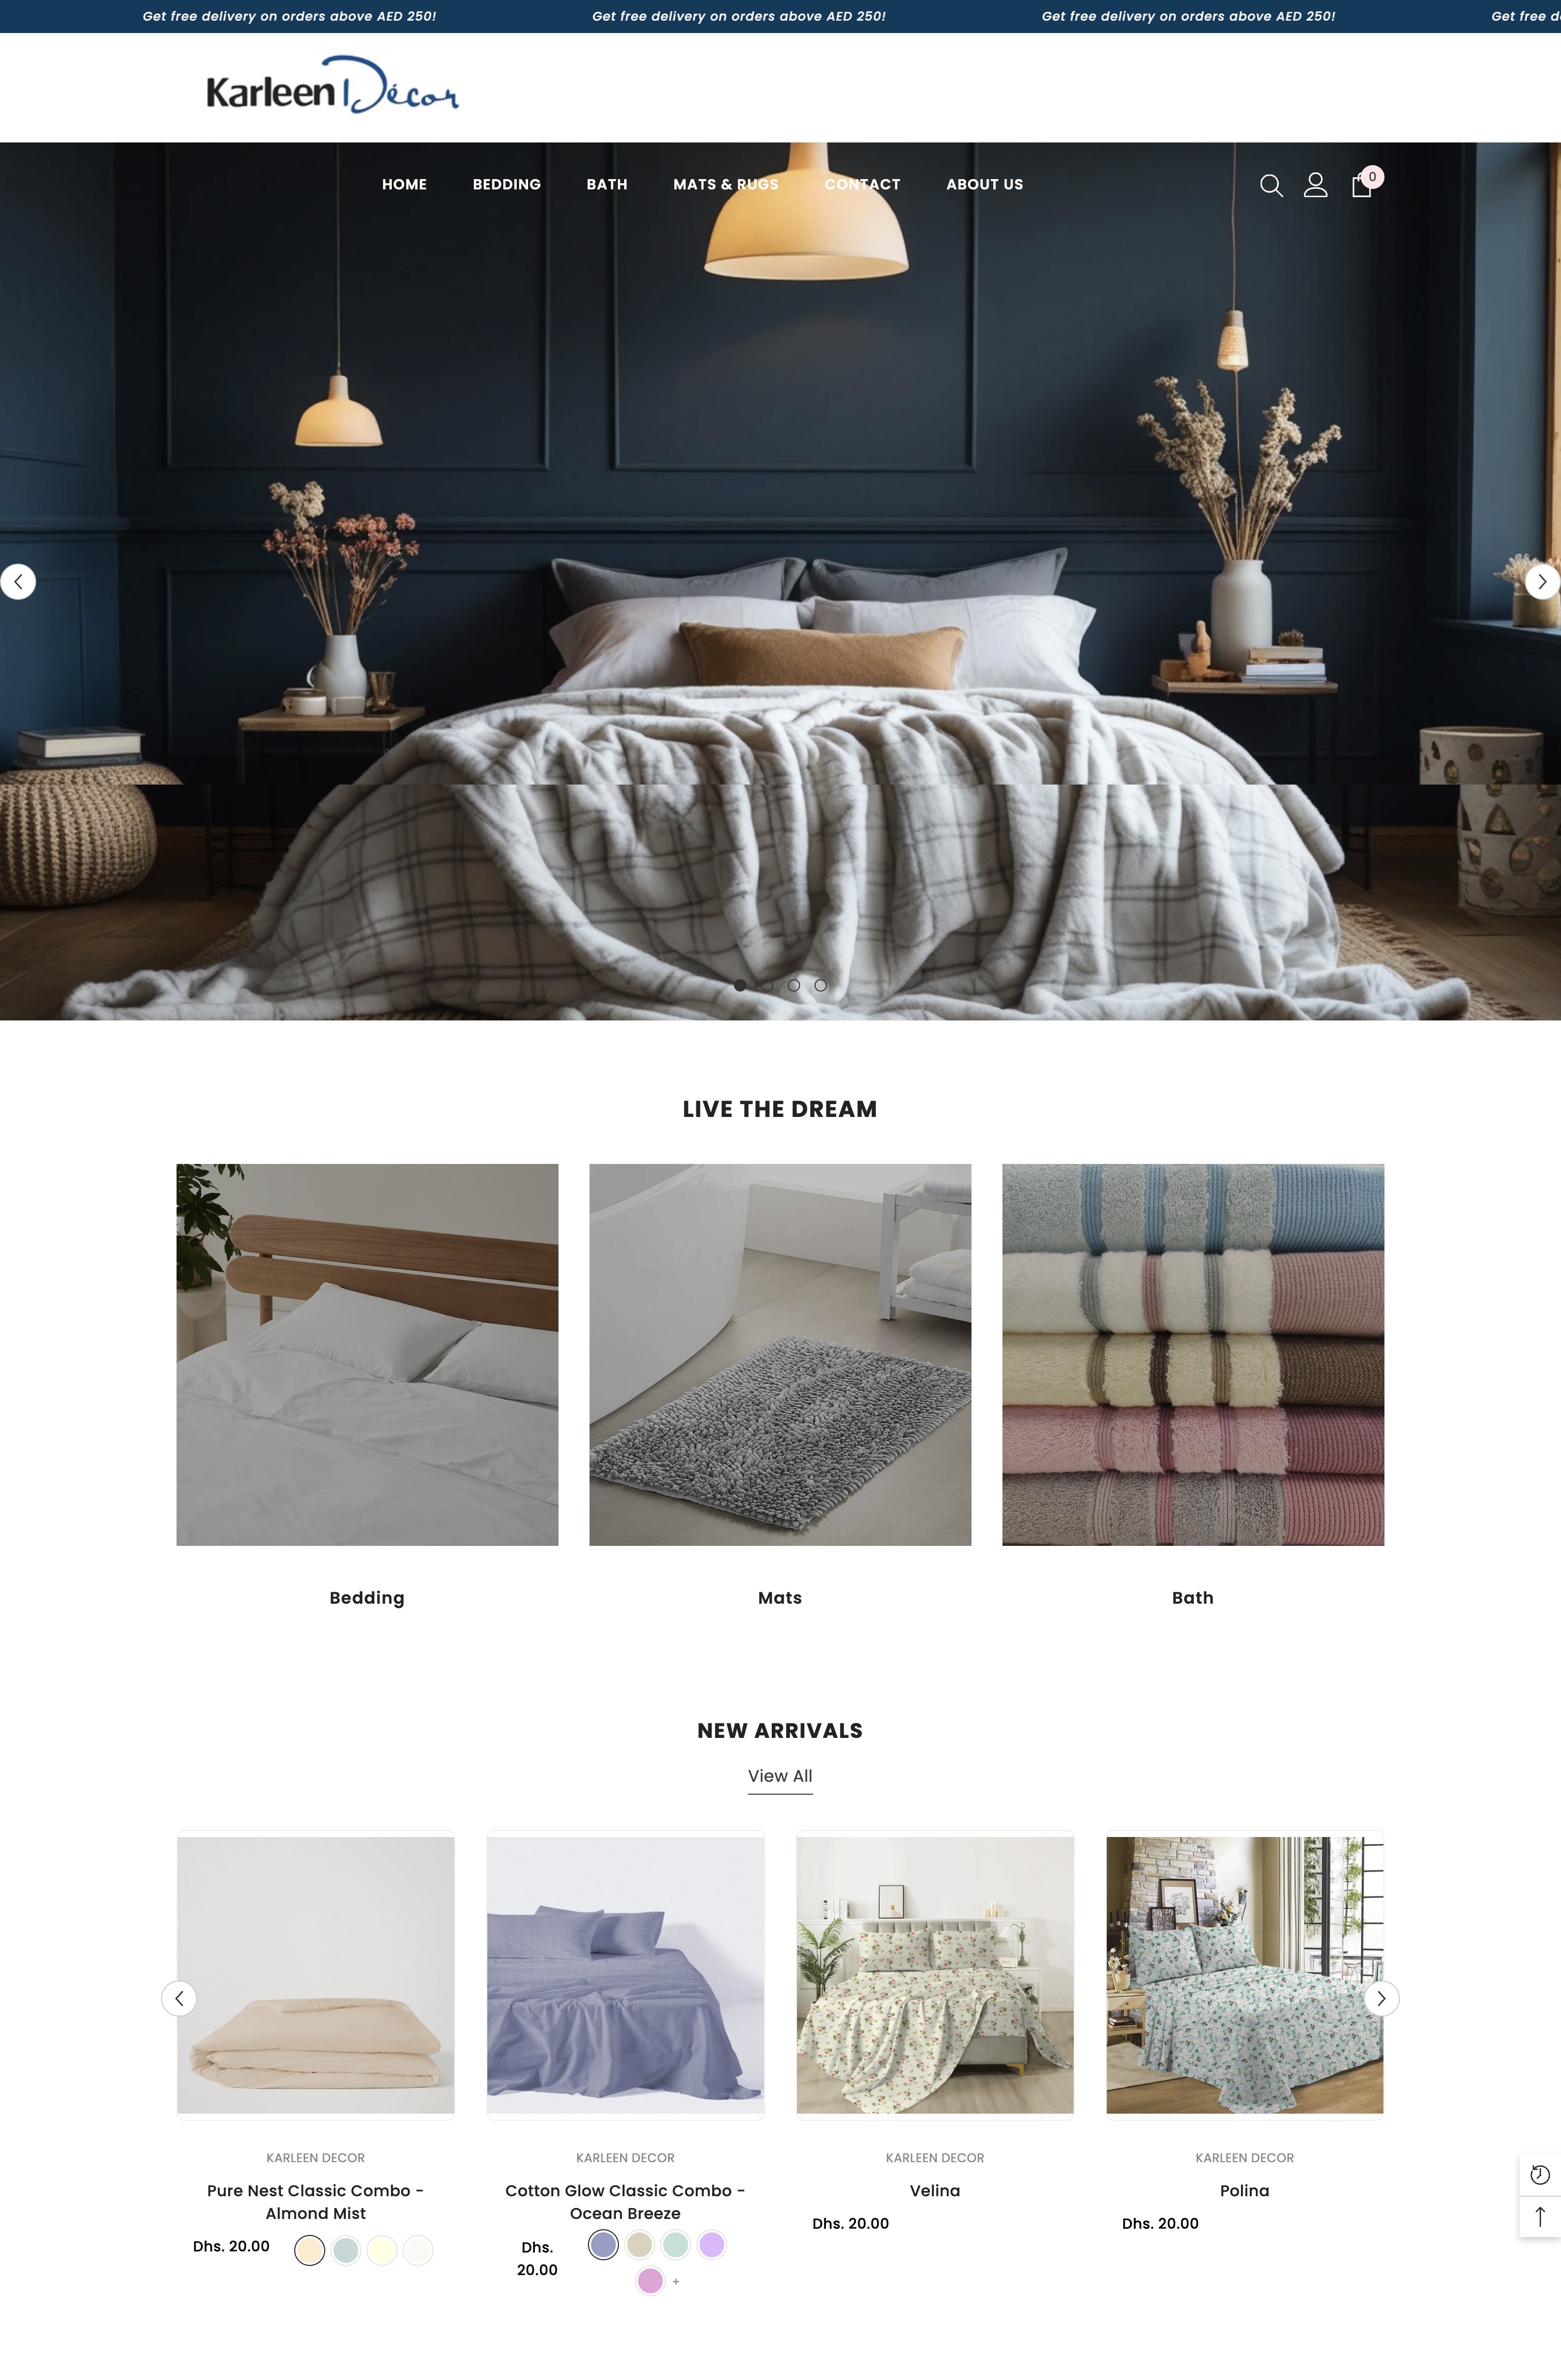 Get free delivery on orders above AED 250! Get free delivery on orders above AED 250! Get free delivery on orders above AED 250! Get free d
Karleen Décor
HOME BEDDING BATH MATS & RUGS CONTACT ABOUT US 0
LIVE THE DREAM
Bedding Mats Bath
NEW ARRIVALS
View All
KARLEEN DECOR
Pure Nest Classic Combo -
Almond Mist
Dhs. 20.00
KARLEEN DECOR
Cotton Glow Classic Combo -
Ocean Breeze
Dhs.
20.00
+
KARLEEN DECOR
Velina
Dhs. 20.00
KARLEEN DECOR
Polina
Dhs. 20.00